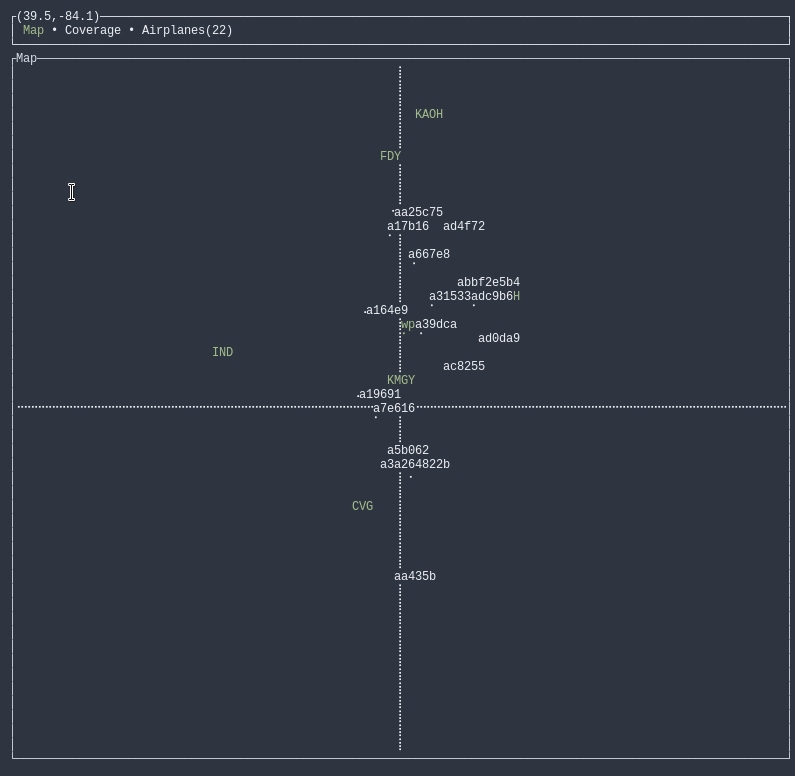 (39.5,-84.1)
Map • Coverage • Airplanes(22)
Map
KAOH
FDY
aa25c75
a17b16 ad4f72
a667e8
abbf2e5b4
a31533adc9b6H
a164e9
wpa39dca
ad0da9
IND
ac8255
KMGY
a19691
a7e616
a5b062
a3a264822b
CVG
aa435b